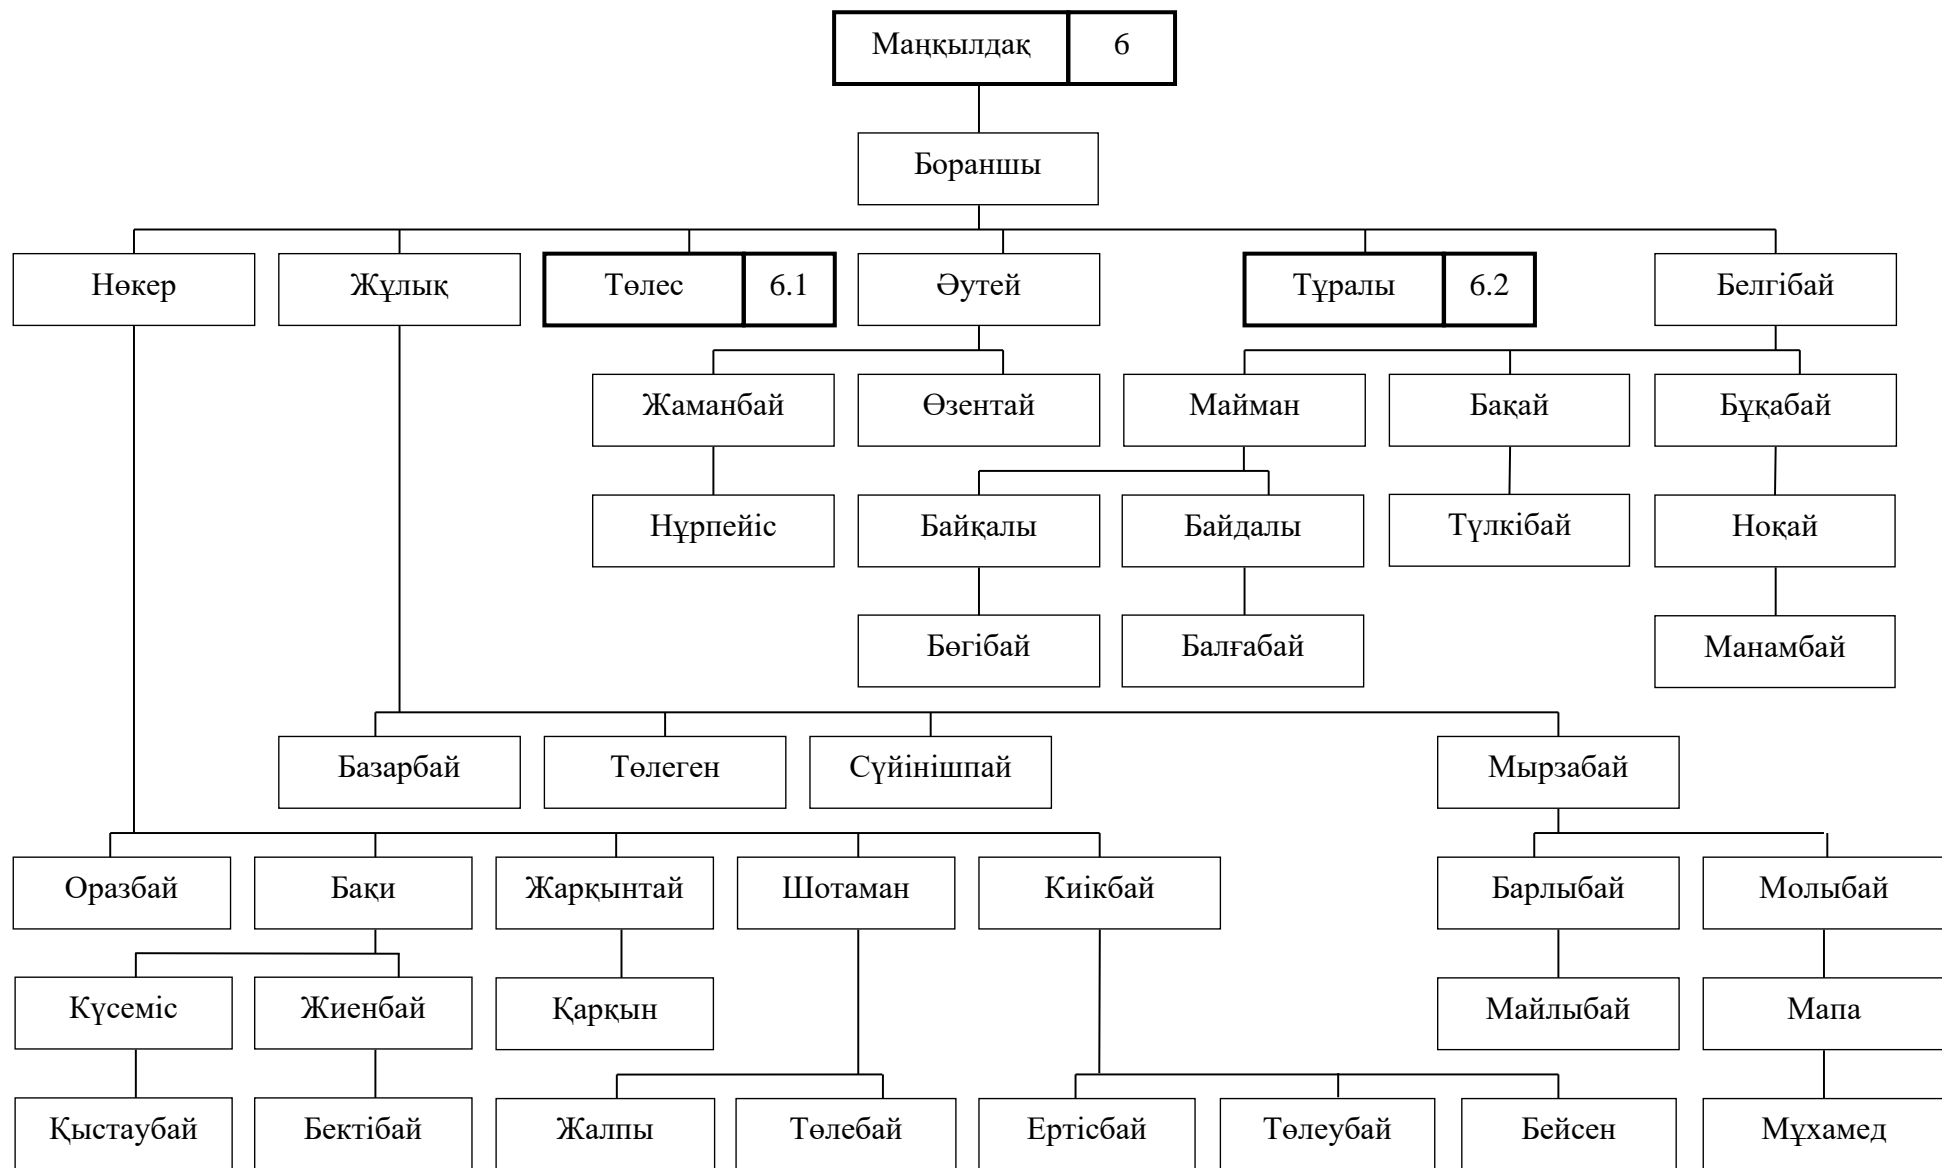 Маңқылдақ 6
Бораншы
Нөкер Жұлық Төлес 6.1 Әутей Тұралы 6.2 Белгібай
Жаманбай Өзентай Майман Бақай Бұқабай
Нұрпейіс Байқалы Байдалы Түлкібай Ноқай
Бөгібай Балғабай Манамбай
Базарбай Төлеген Сүйінішпай Мырзабай
Оразбай Бақи Жарқынтай Шотаман Киікбай Барлыбай Молыбай
Күсеміс Жиенбай Қарқын Майлыбай Мапа
Қыстаубай Бектібай Жалпы Төлебай Ертісбай Төлеубай Бейсен Мұхамед